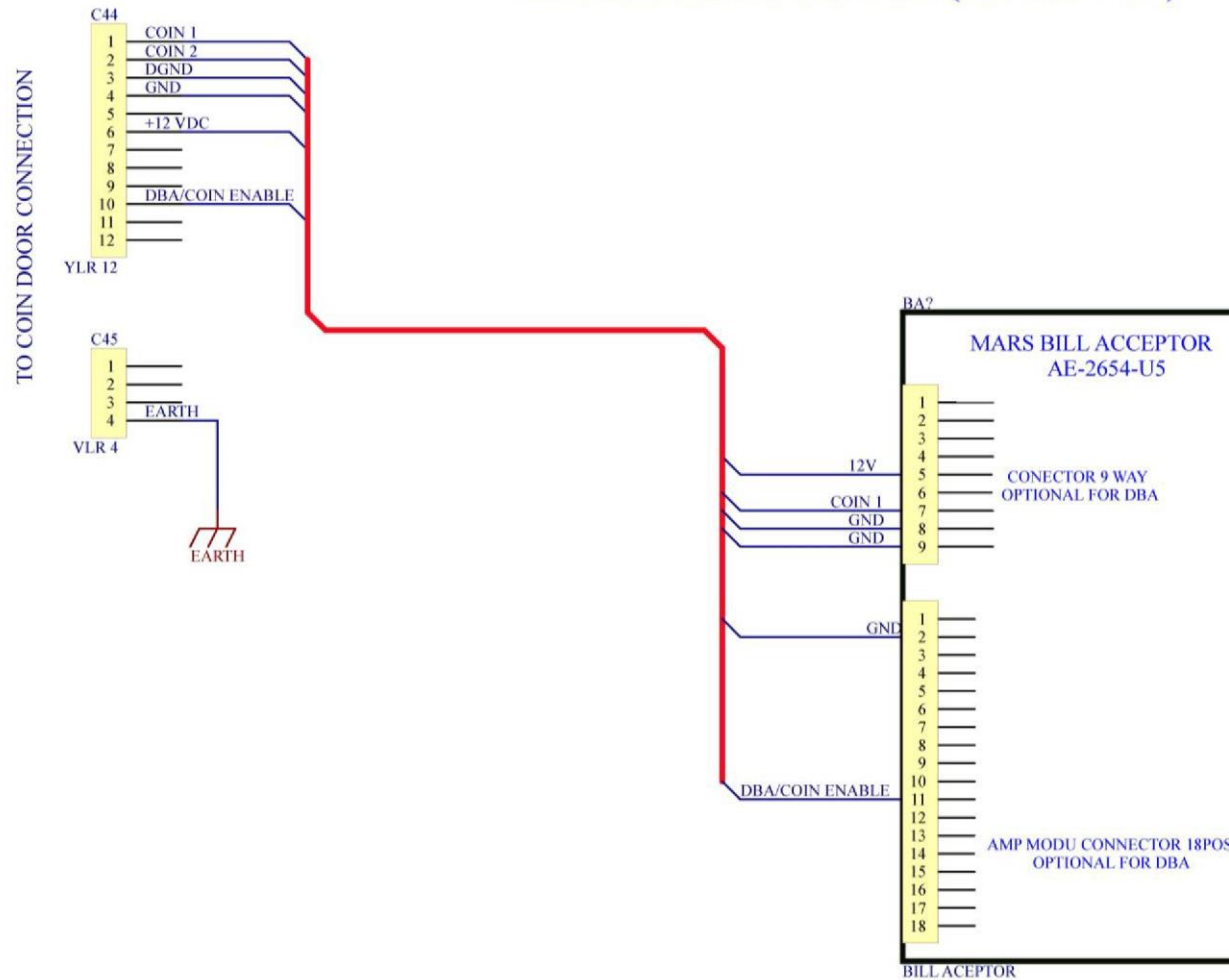 TO COIN DOOR CONNECTION
C44
1 COIN 1
2 COIN 2
3 DGND
4 GND
5
6 +12 VDC
7
8
9
10 DBA/COIN ENABLE
11
12
YLR 12
C45
1
2
3
4 EARTH
VLR 4
EARTH
BA?
MARS BILL ACCEPTOR
AE-2654-U5
1
2
3
4
12V 5
6
COIN 1 7
GND 8
GND 9
CONECTOR 9 WAY
OPTIONAL FOR DBA
1
GND 2
3
4
5
6
7
8
9
10
DBA/COIN ENABLE 11
12
13
14
15
16
17
18
AMP MODU CONNECTOR 18POS
OPTIONAL FOR DBA
BILL ACEPTOR